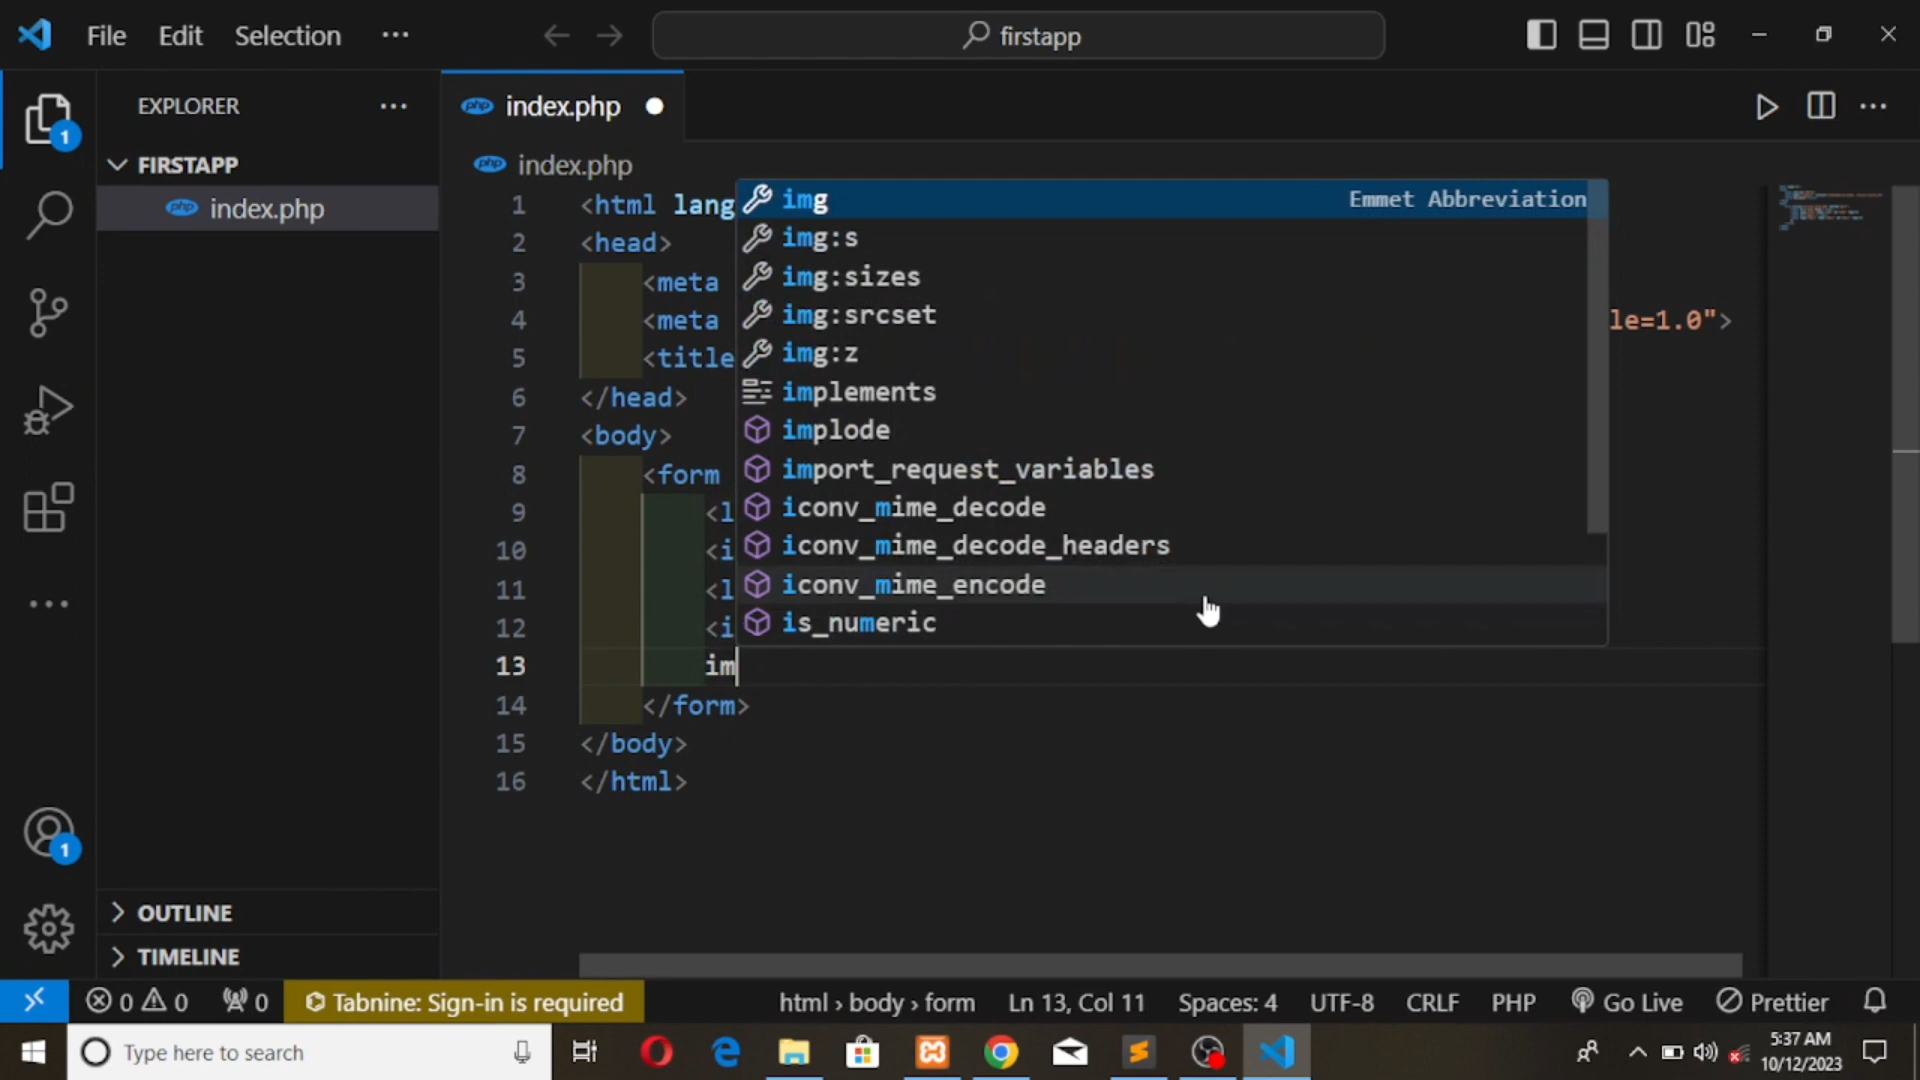 File Edit Selection ··· firstapp
EXPLORER ···
FIRSTAPP
php index.php
php index.php
php index.php
1 <html lang
2 <head>
3 <meta
4 <meta le=1.0">
5 <title
6 </head>
7 <body>
8 <form
9 <l
10 <i
11 <l
12 <i
13 im
14 </form>
15 </body>
16 </html>
img Emmet Abbreviation
img:s
img:sizes
img:srcset
img:z
implements
implode
import_request_variables
iconv_mime_decode
iconv_mime_decode_headers
iconv_mime_encode
is_numeric
1
1
OUTLINE
TIMELINE
0 0 0 Tabnine: Sign-in is required html › body › form Ln 13, Col 11 Spaces: 4 UTF-8 CRLF PHP Go Live Prettier
Type here to search
5:37 AM
10/12/2023